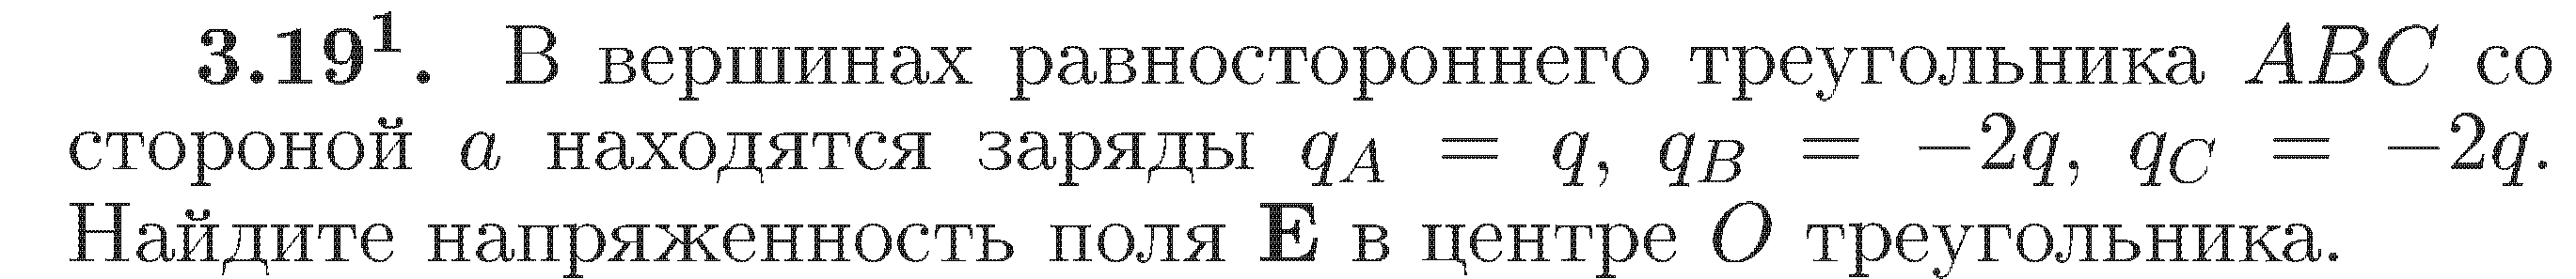 3.19¹. В вершинах равностороннего треугольника ABC со
стороной a находятся заряды q_A = q, q_B = −2q, q_C = −2q.
Найдите напряженность поля E в центре O треугольника.